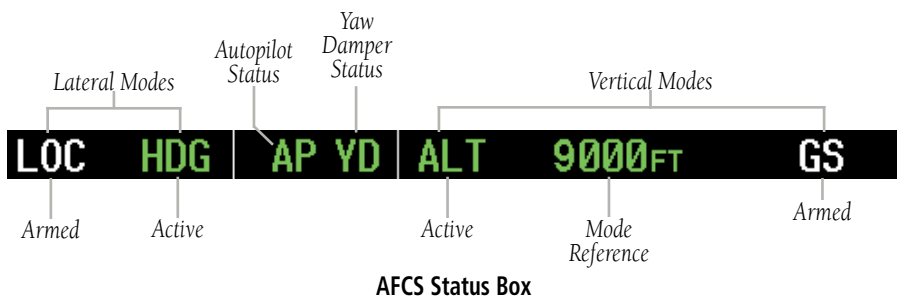 Yaw
Damper
Status
Autopilot
Status
Lateral Modes
Vertical Modes
LOC HDG AP YD ALT 9000FT GS
Armed
Active
Active
Mode
Reference
Armed
AFCS Status Box